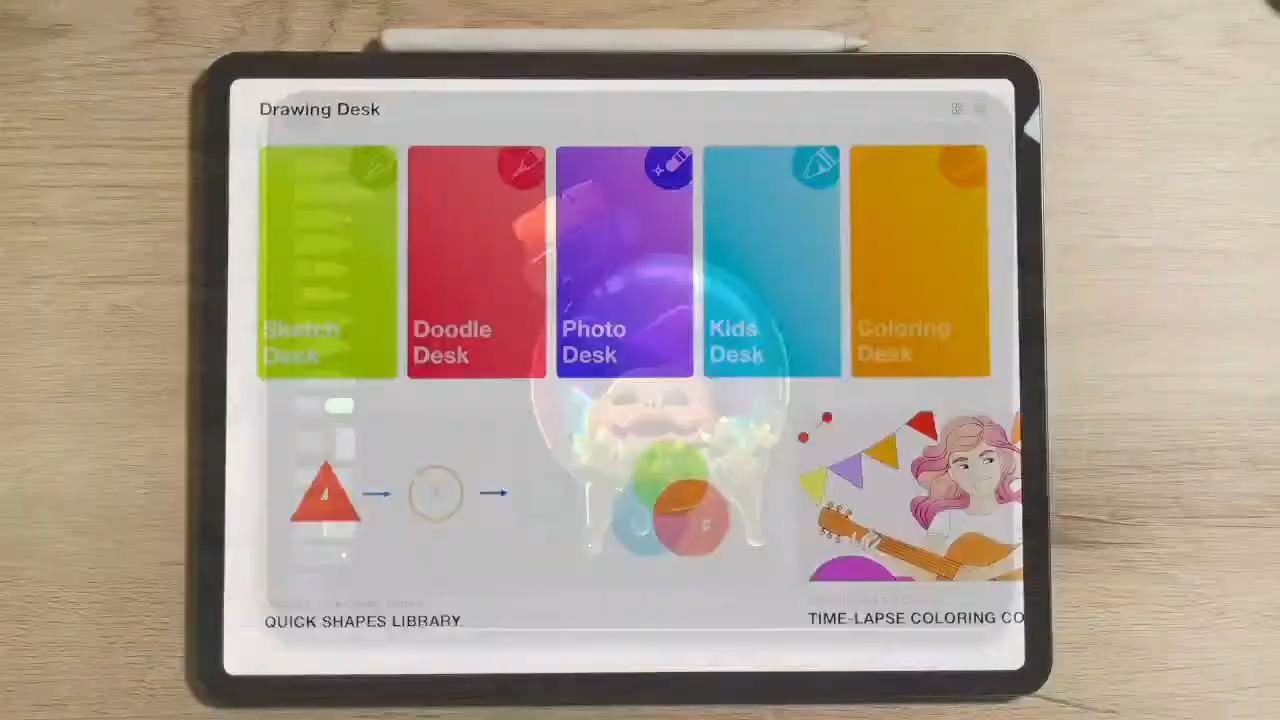 Drawing Desk
Sketch
Desk
Doodle
Desk
Photo
Desk
Kids
Desk
Coloring
Desk
A
C
QUICK SHAPES LIBRARY
TIME-LAPSE COLORING CO